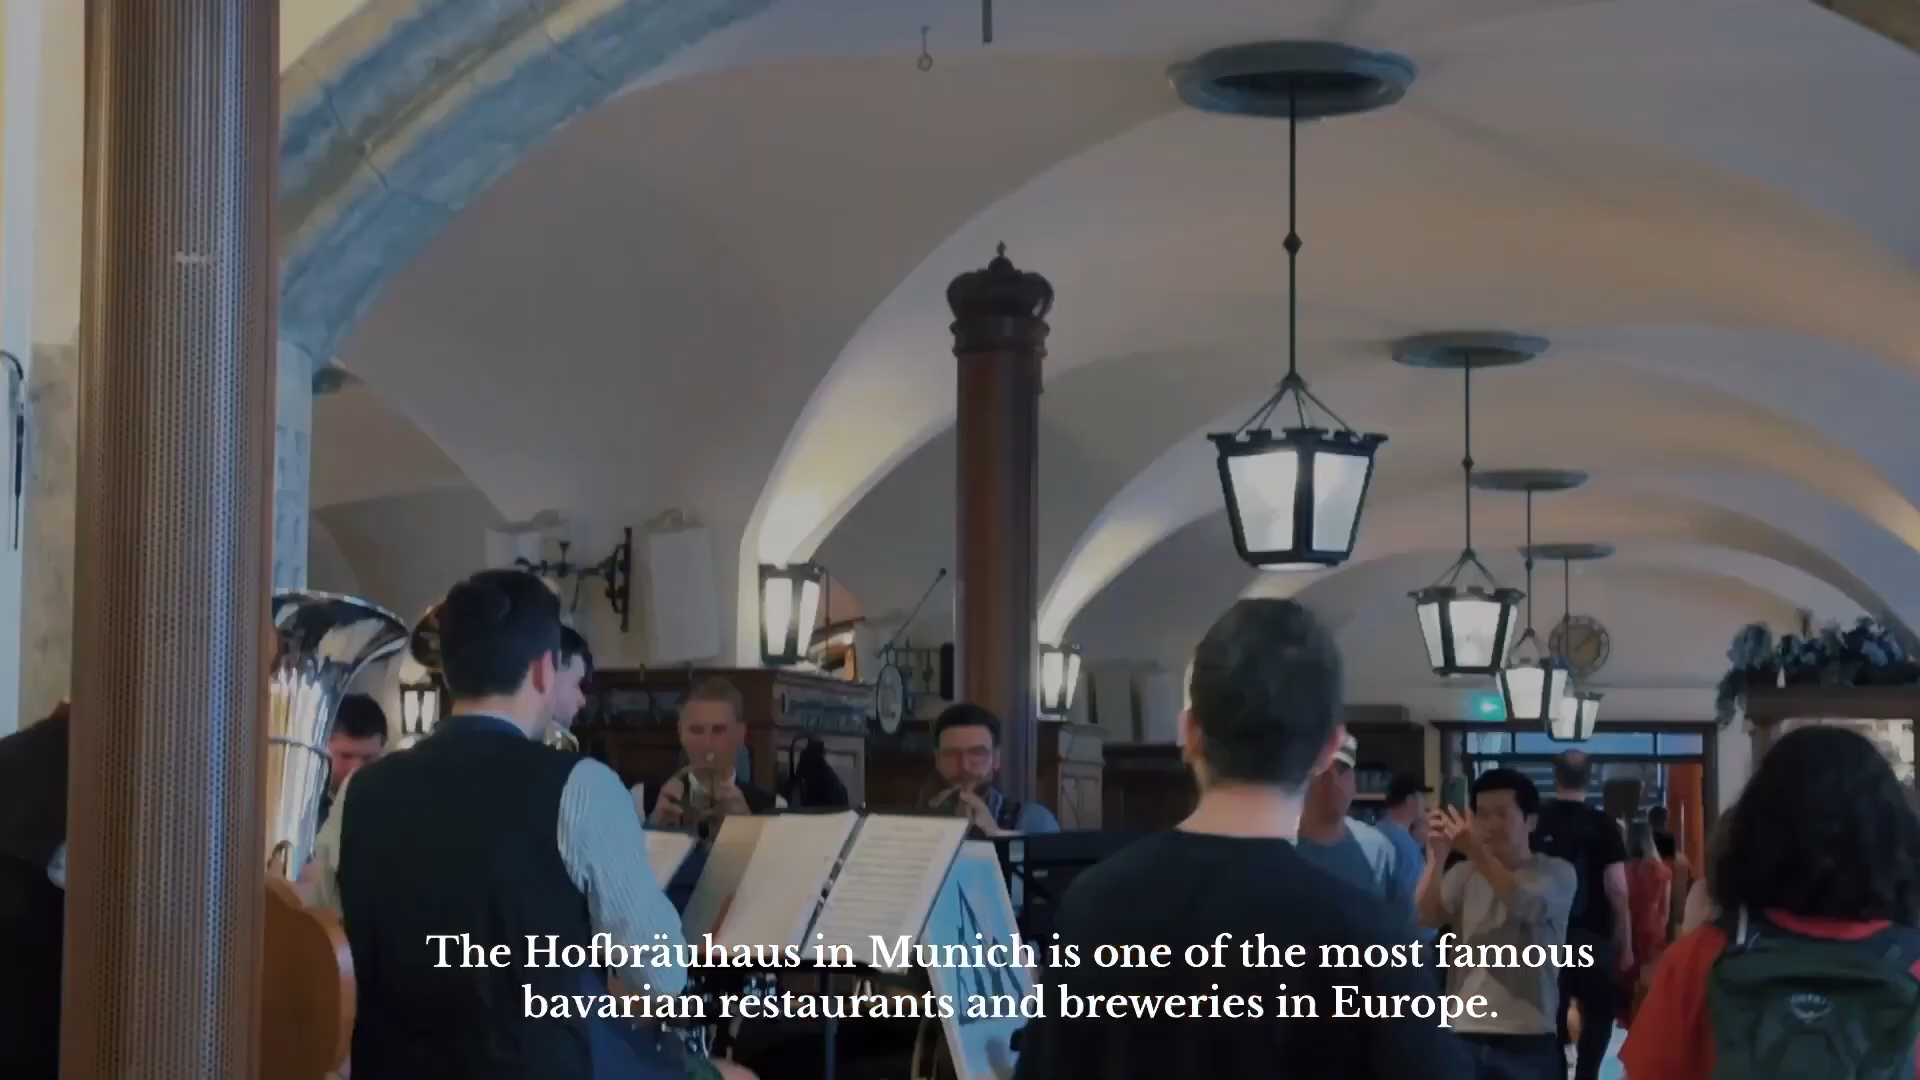 The Hofbräuhaus in Munich is one of the most famous
bavarian restaurants and breweries in Europe.